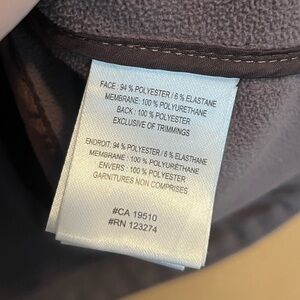 FACE : 94 % POLYESTER / 6 % ELASTANE
MEMBRANE: 100 % POLYURETHANE
BACK : 100 % POLYESTER
EXCLUSIVE OF TRIMMINGS
ENDROIT: 94 % POLYESTER / 6 % ELASTHANNE
MEMBRANE : 100 % POLYURÉTHANE
ENVERS : 100 % POLYESTER
GARNITURES NON COMPRISES
#CA 19510
#RN 123274